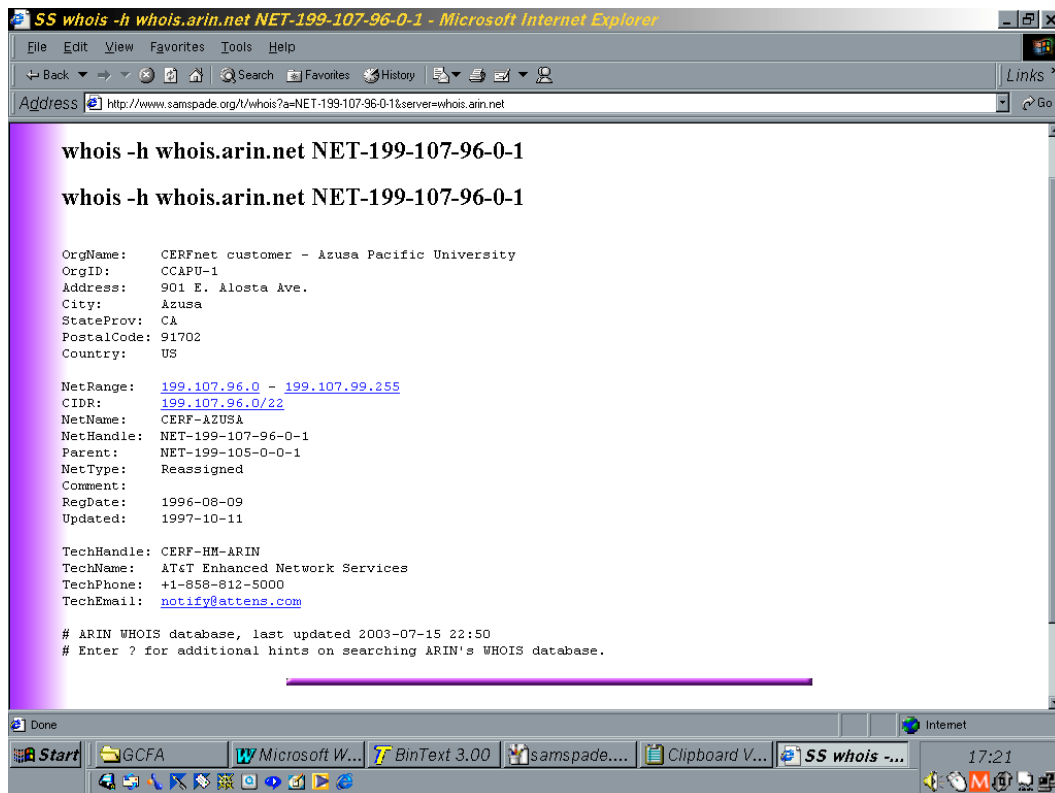 SS whois -h whois.arin.net NET-199-107-96-0-1 - Microsoft Internet Explorer
File Edit View Favorites Tools Help
Back Search Favorites History Links »
Address http://www.samspade.org/t/whois?a=NET-199-107-96-0-1&server=whois.arin.net Go
whois -h whois.arin.net NET-199-107-96-0-1
whois -h whois.arin.net NET-199-107-96-0-1
OrgName: CERFnet customer - Azusa Pacific University
OrgID: CCAPU-1
Address: 901 E. Alosta Ave.
City: Azusa
StateProv: CA
PostalCode: 91702
Country: US
NetRange: 199.107.96.0 - 199.107.99.255
CIDR: 199.107.96.0/22
NetName: CERF-AZUSA
NetHandle: NET-199-107-96-0-1
Parent: NET-199-105-0-0-1
NetType: Reassigned
Comment:
RegDate: 1996-08-09
Updated: 1997-10-11
TechHandle: CERF-HM-ARIN
TechName: AT&T Enhanced Network Services
TechPhone: +1-858-812-5000
TechEmail: notify@attens.com
# ARIN WHOIS database, last updated 2003-07-15 22:50
# Enter ? for additional hints on searching ARIN's WHOIS database.
Done Internet
Start GCFA Microsoft W... BinText 3.00 samspade.... Clipboard V... SS whois -... 17:21